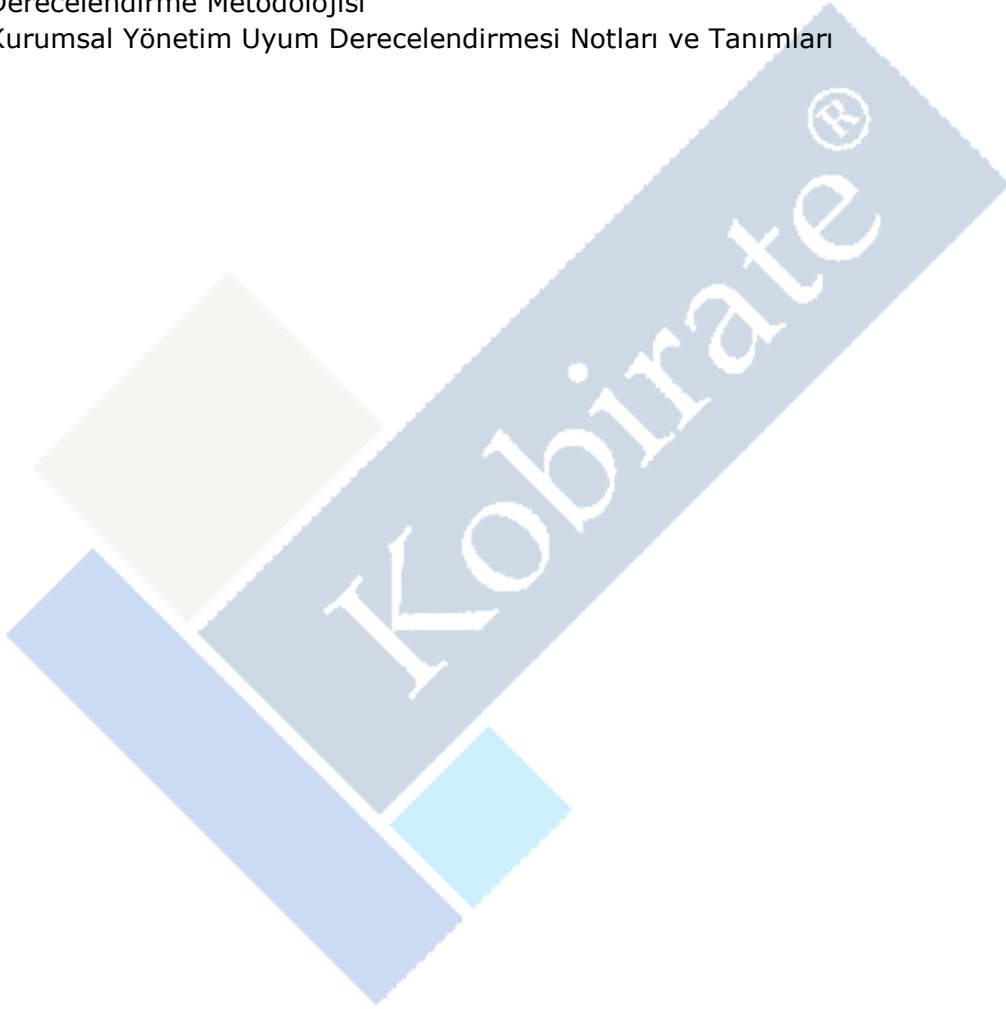 Derecelendirme Metodolojisi
Kurumsal Yönetim Uyum Derecelendirmesi Notları ve Tanımları
Kobirate ®